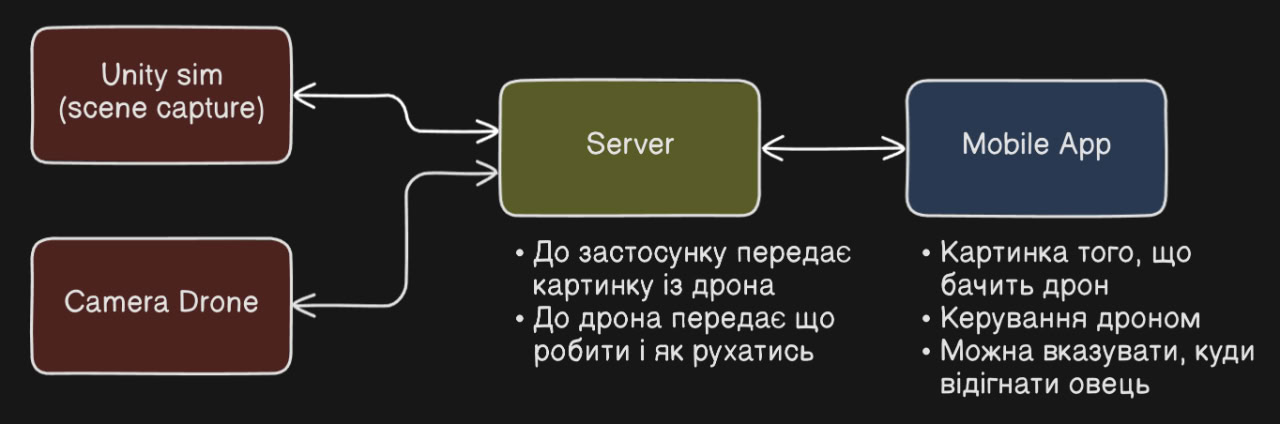 Unity sim
(scene capture)
Server
Mobile App
Camera Drone
• До застосунку передає
картинку із дрона
• До дрона передає що
робити і як рухатись
• Картинка того, що
бачить дрон
• Керування дроном
• Можна вказувати, куди
відігнати овець